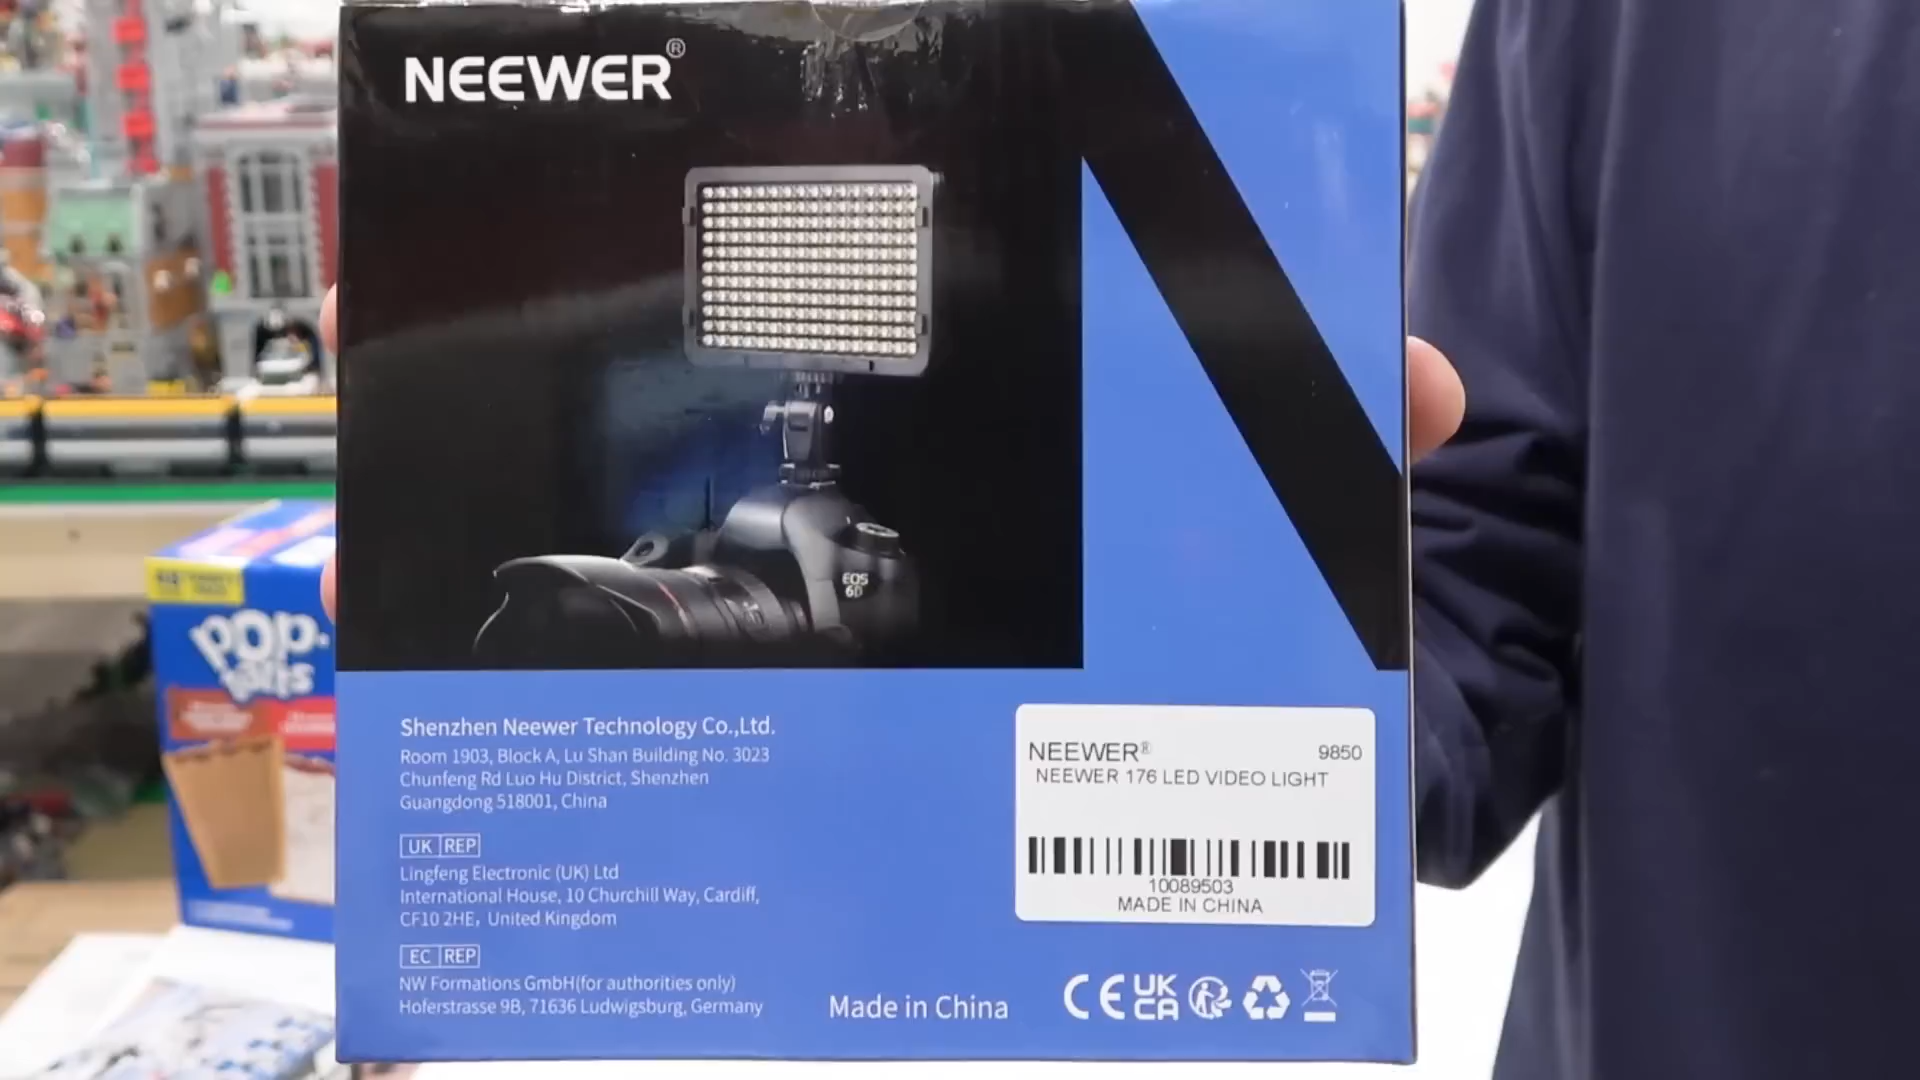 NEEWER®
EOS
6D
POP.
Tarts
Shenzhen Neewer Technology Co.,Ltd.
Room 1903, Block A, Lu Shan Building No. 3023
Chunfeng Rd Luo Hu District, Shenzhen
Guangdong 518001, China
UK REP
Lingfeng Electronic (UK) Ltd
International House, 10 Churchill Way, Cardiff,
CF10 2HE, United Kingdom
EC REP
NW Formations GmbH(for authorities only)
Hoferstrasse 9B, 71636 Ludwigsburg, Germany
Made in China
NEEWER® 9850
NEEWER 176 LED VIDEO LIGHT
10089503
MADE IN CHINA
CE UK
CA